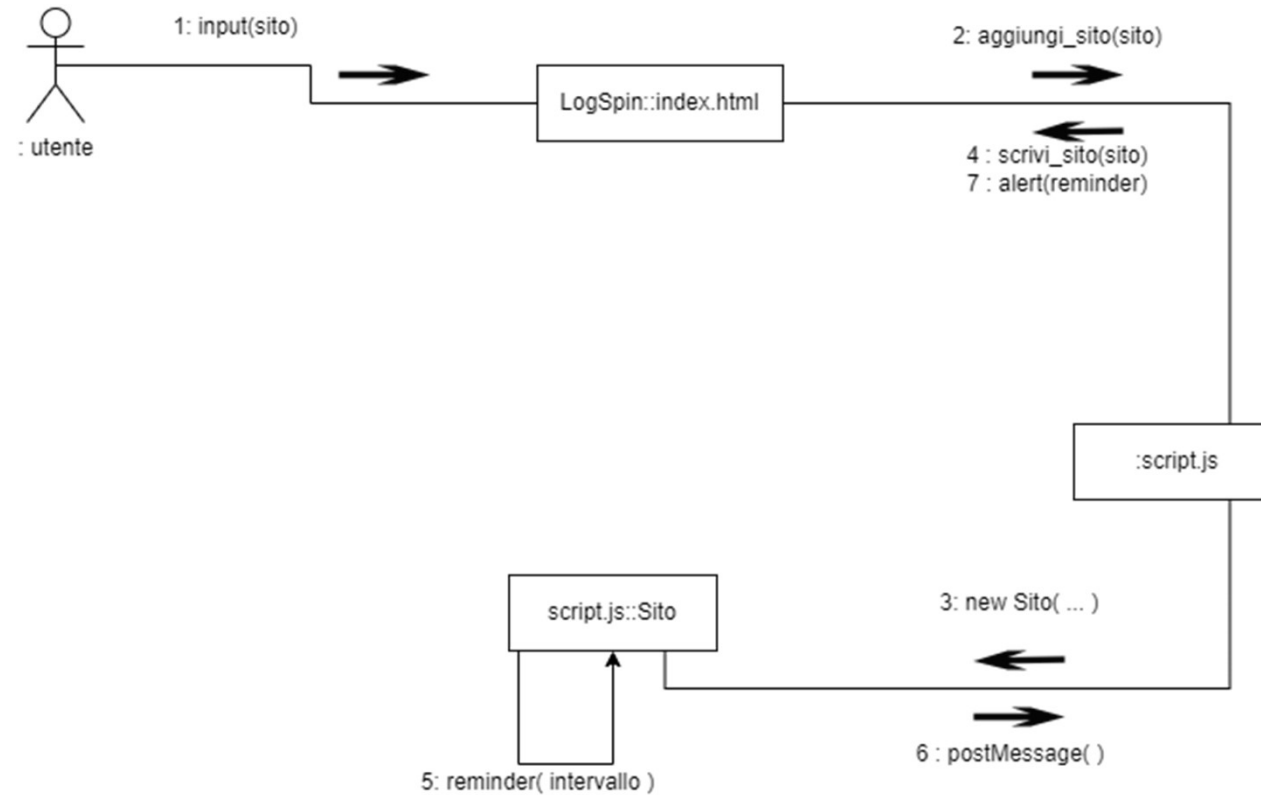 1: input(sito)
2: aggiungi_sito(sito)
LogSpin::index.html
: utente
4 : scrivi_sito(sito)
7 : alert(reminder)
:script.js
script.js::Sito
3: new Sito( ... )
6 : postMessage( )
5: reminder( intervallo )